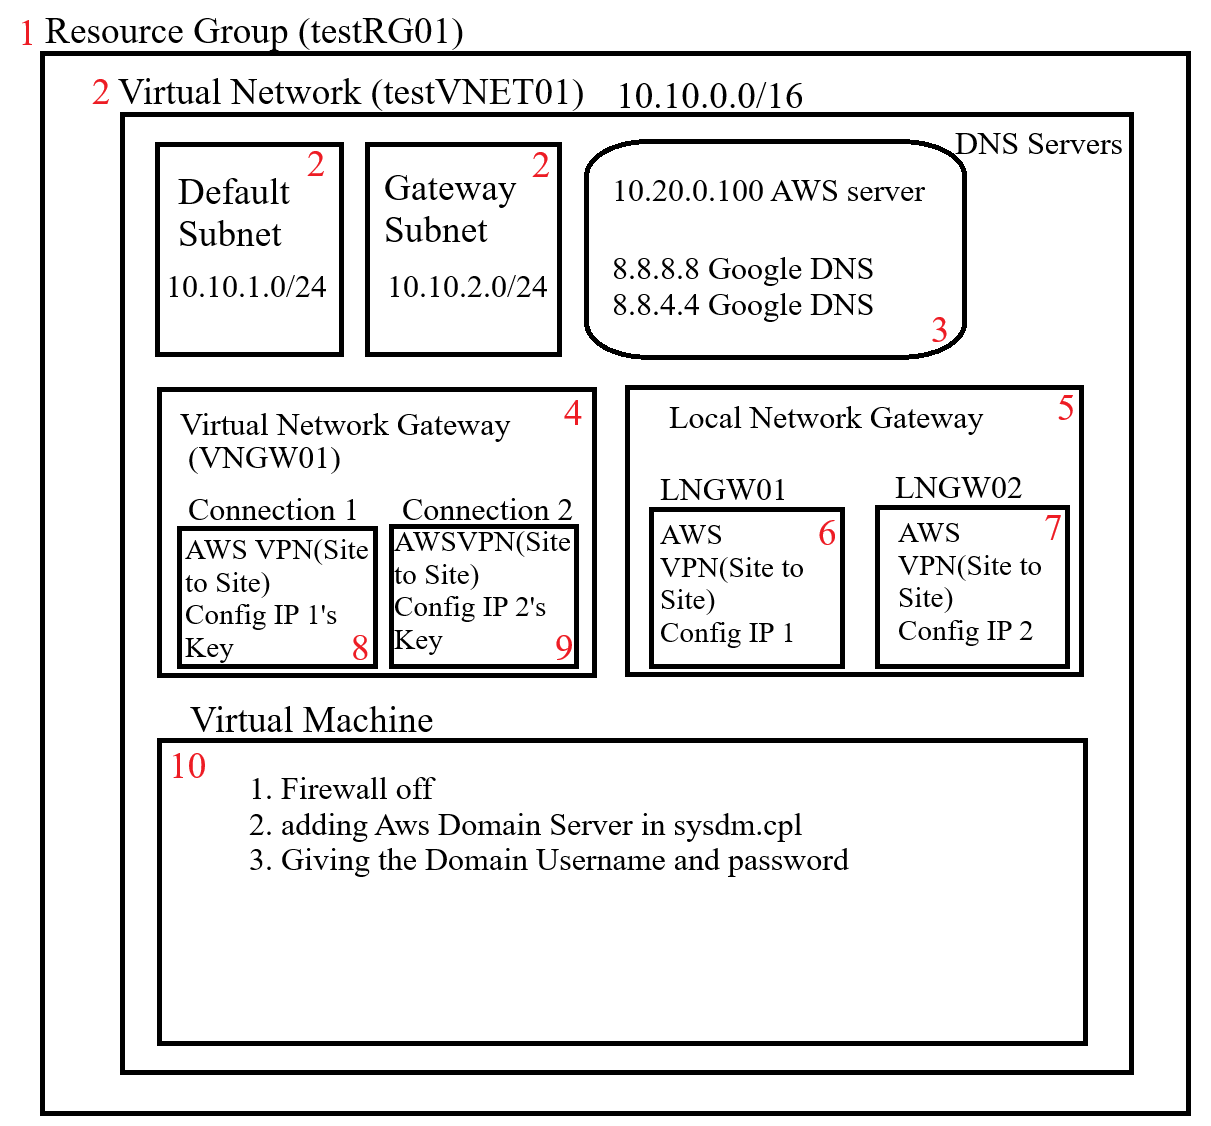 1 Resource Group (testRG01)
2 Virtual Network (testVNET01) 10.10.0.0/16
DNS Servers
2
Default
Subnet
10.10.1.0/24
2
Gateway
Subnet
10.10.2.0/24
10.20.0.100 AWS server
8.8.8.8 Google DNS
8.8.4.4 Google DNS
3
Virtual Network Gateway
(VNGW01)
4
Connection 1
AWS VPN(Site
to Site)
Config IP 1's
Key
8
Connection 2
AWSVPN(Site
to Site)
Config IP 2's
Key
9
Local Network Gateway
5
LNGW01
AWS
VPN(Site to
Site)
Config IP 1
6
LNGW02
AWS
VPN(Site to
Site)
Config IP 2
7
Virtual Machine
10
1. Firewall off
2. adding Aws Domain Server in sysdm.cpl
3. Giving the Domain Username and password